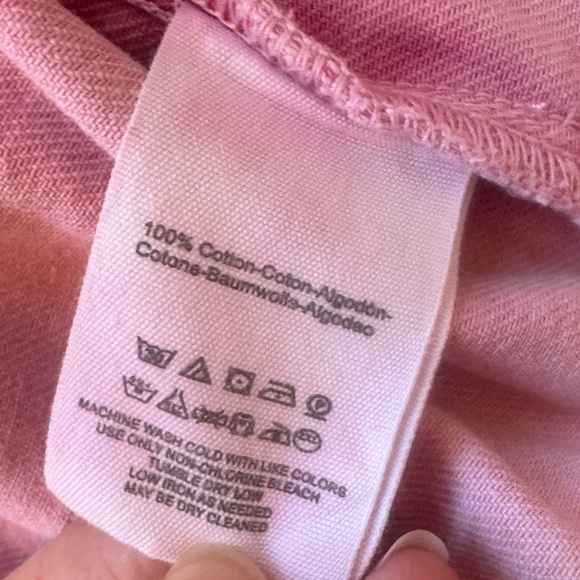 100% Cotton-Coton-Algodón-
Cotone-Baumwolle-Algodao
MACHINE WASH COLD WITH LIKE COLORS
USE ONLY NON-CHLORINE BLEACH
TUMBLE DRY LOW
LOW IRON AS NEEDED
MAY BE DRY CLEANED